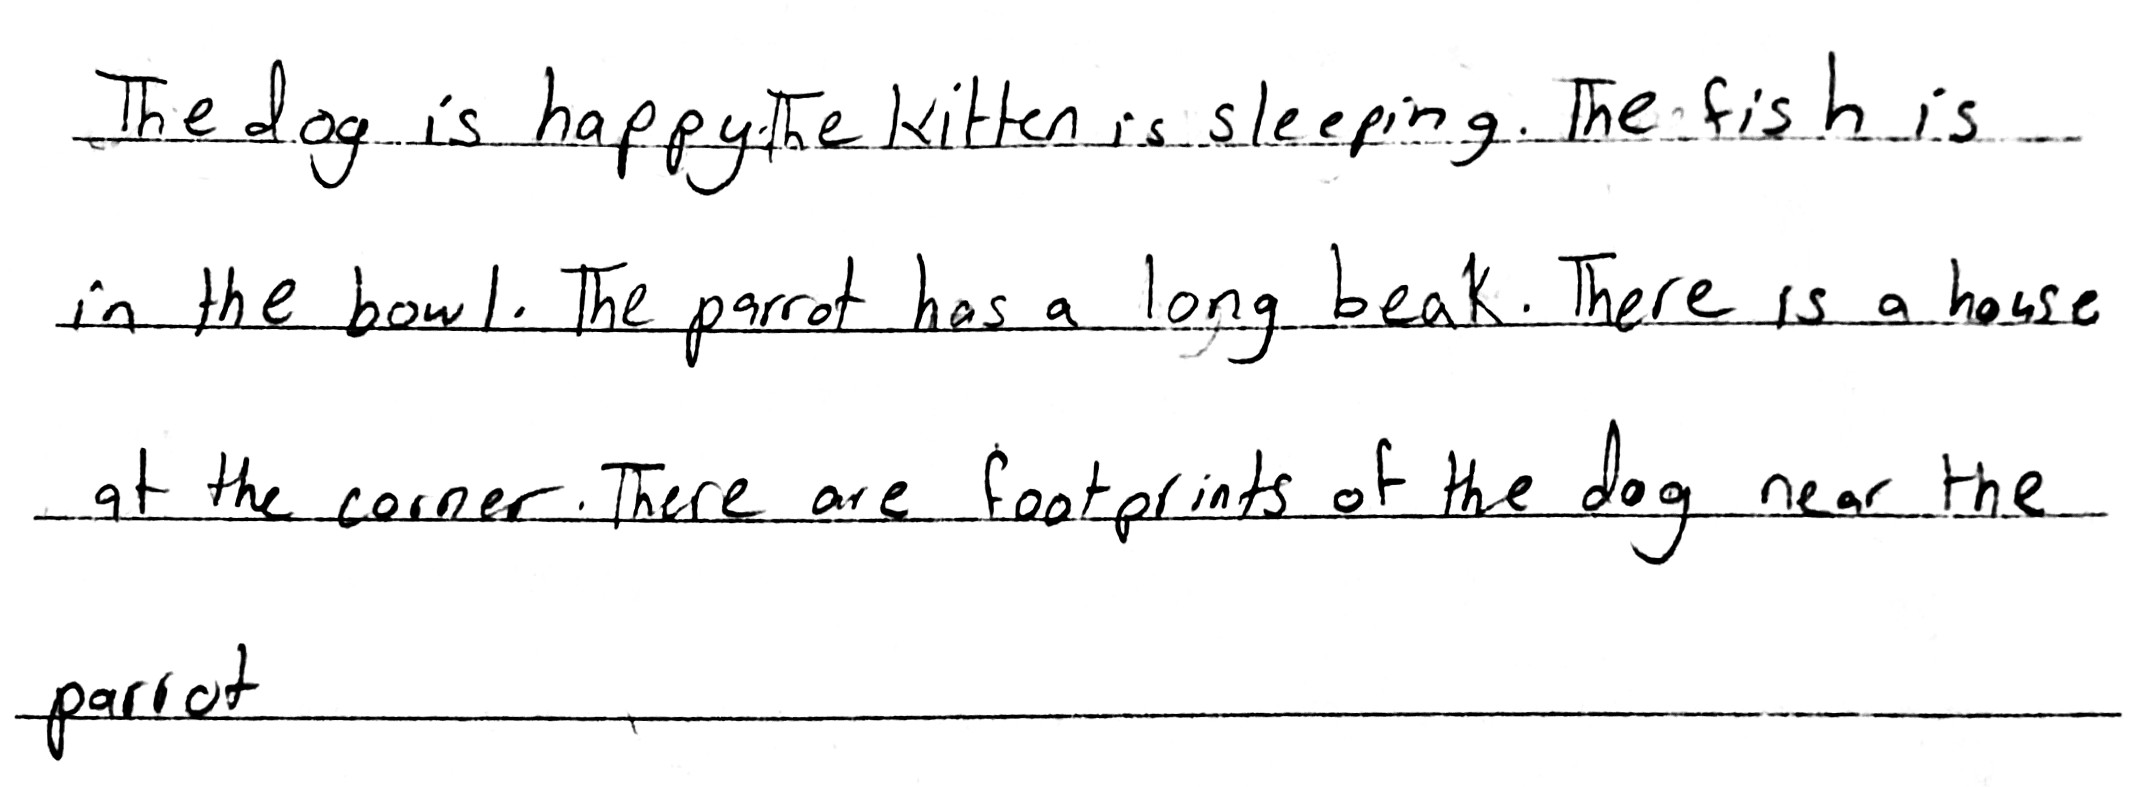 The dog is happy.The kitten is sleeping. The fish is
in the bowl. The parrot has a long beak. There is a house
at the corner. There are footprints of the dog near the
parrot